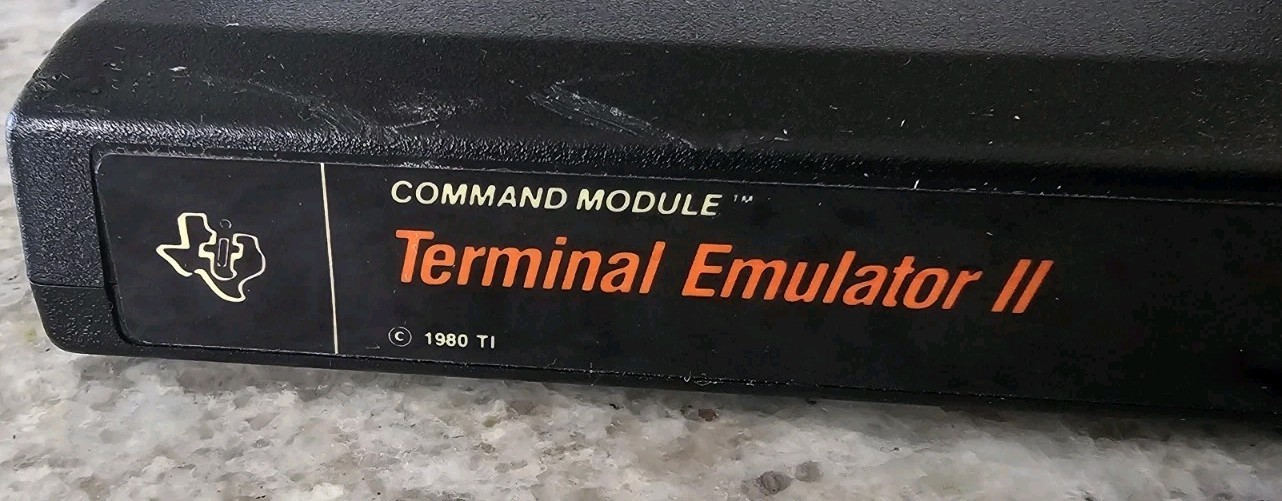 COMMAND MODULE™
Terminal Emulator II
© 1980 TI